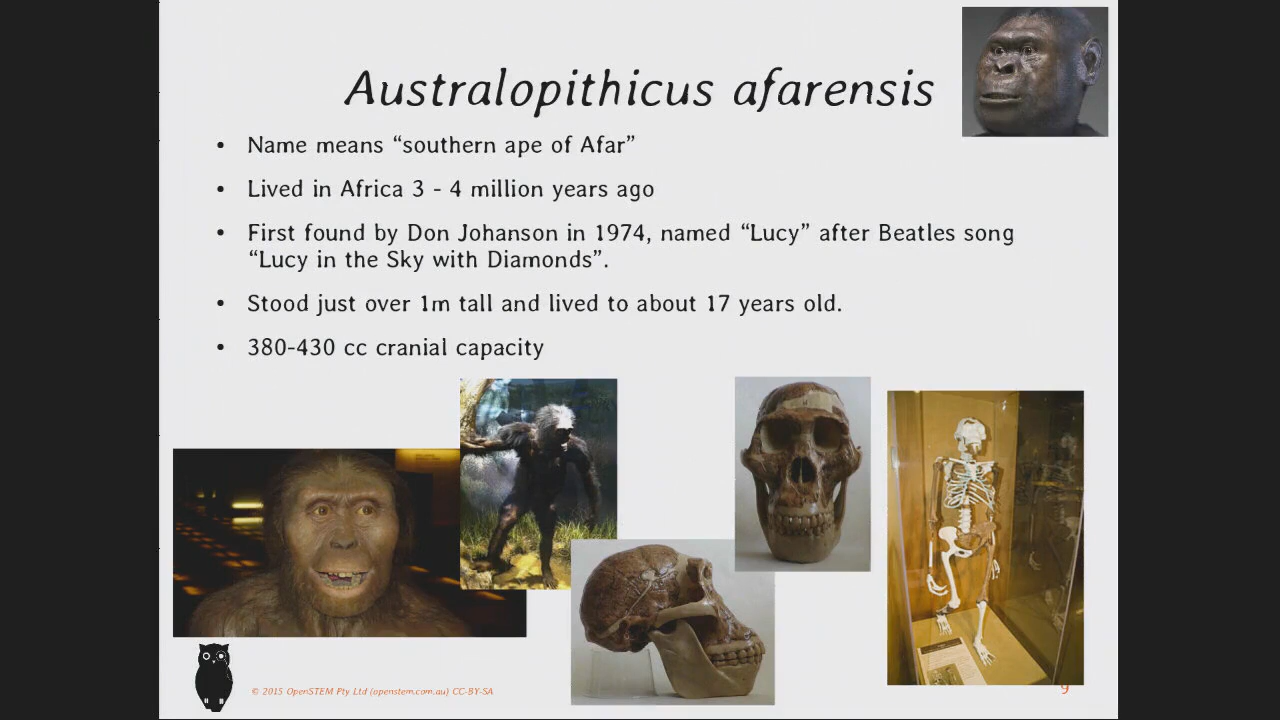 Australopithicus afarensis
• Name means “southern ape of Afar”
• Lived in Africa 3 - 4 million years ago
• First found by Don Johanson in 1974, named “Lucy” after Beatles song
“Lucy in the Sky with Diamonds”.
• Stood just over 1m tall and lived to about 17 years old.
• 380-430 cc cranial capacity
© 2015 OpenSTEM Pty Ltd (openstem.com.au) CC-BY-SA
9